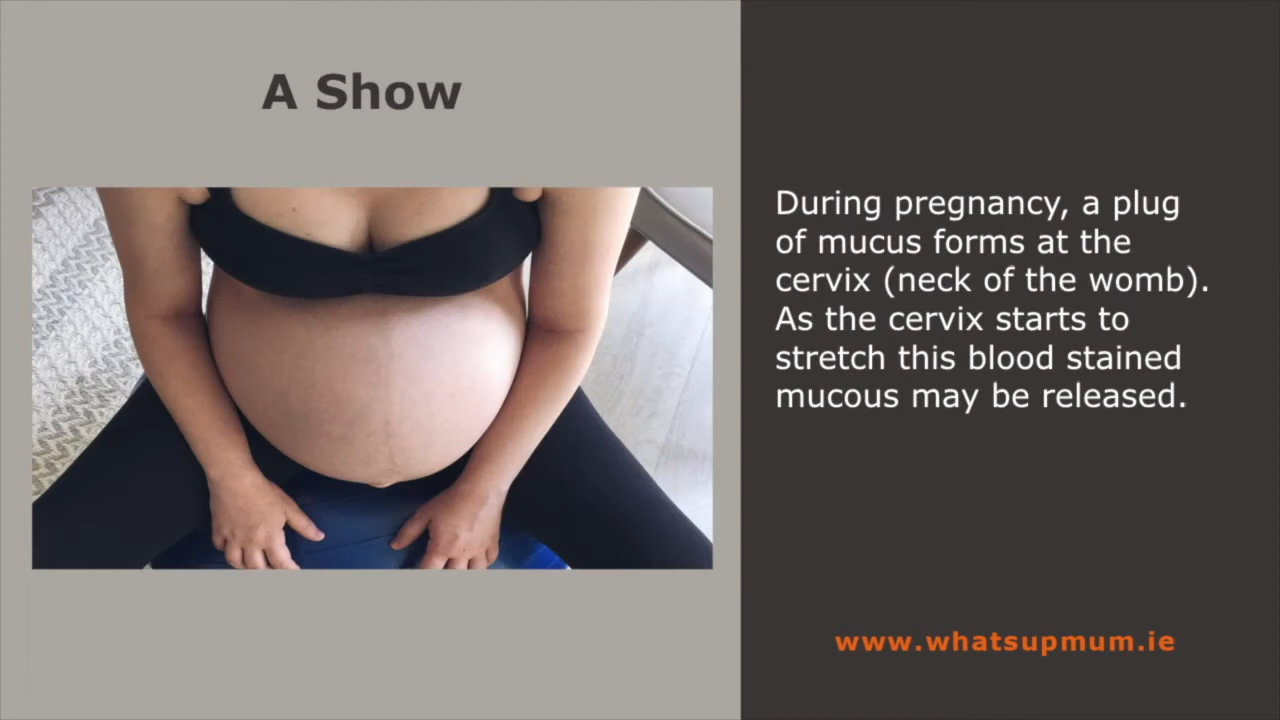 A Show
During pregnancy, a plug
of mucus forms at the
cervix (neck of the womb).
As the cervix starts to
stretch this blood stained
mucous may be released.
www.whatsupmum.ie